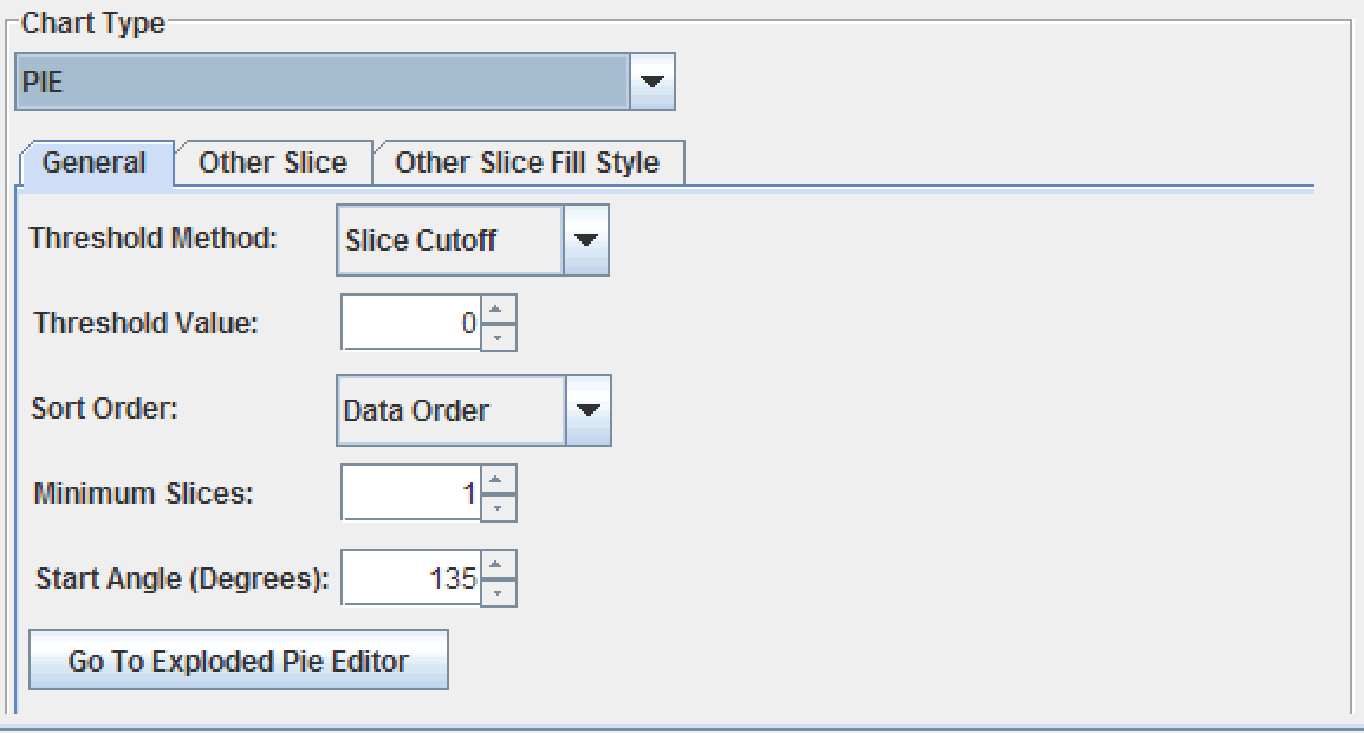 Chart Type
PIE
General Other Slice Other Slice Fill Style
Threshold Method: Slice Cutoff
Threshold Value: 0
Sort Order: Data Order
Minimum Slices: 1
Start Angle (Degrees): 135
Go To Exploded Pie Editor